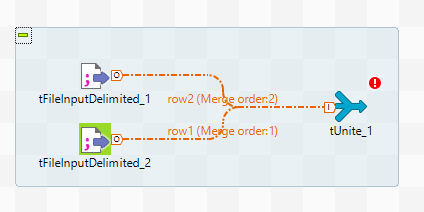 O
tFileInputDelimited_1
row2 (Merge order:2)
I
tUnite_1
O
row1 (Merge order:1)
tFileInputDelimited_2